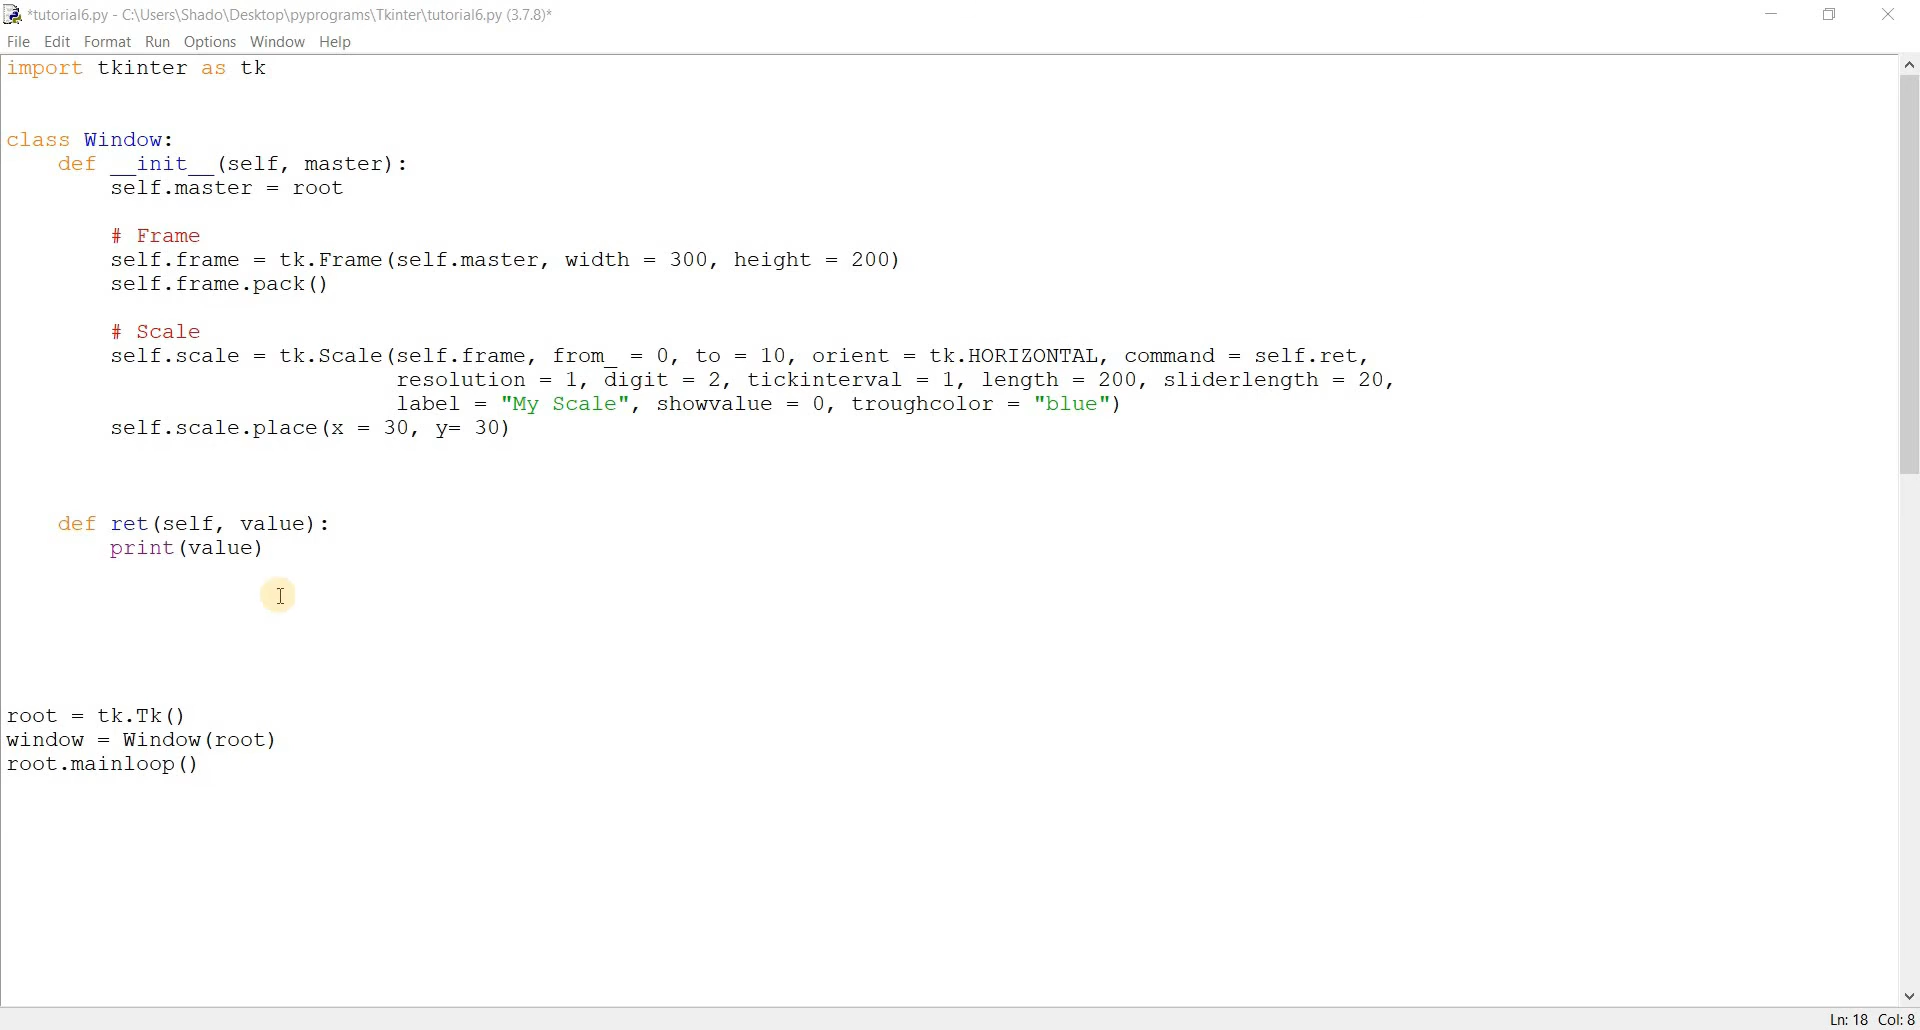 *tutorial6.py - C:\Users\Shado\Desktop\pyprograms\Tkinter\tutorial6.py (3.7.8)*
File Edit Format Run Options Window Help
import tkinter as tk
class Window:
    def __init__(self, master):
        self.master = root
        # Frame
        self.frame = tk.Frame(self.master, width = 300, height = 200)
        self.frame.pack()
        # Scale
        self.scale = tk.Scale(self.frame, from_ = 0, to = 10, orient = tk.HORIZONTAL, command = self.ret,
                              resolution = 1, digit = 2, tickinterval = 1, length = 200, sliderlength = 20,
                              label = "My Scale", showvalue = 0, troughcolor = "blue")
        self.scale.place(x = 30, y= 30)
    def ret(self, value):
        print(value)
root = tk.Tk()
window = Window(root)
root.mainloop()
Ln: 18 Col: 8